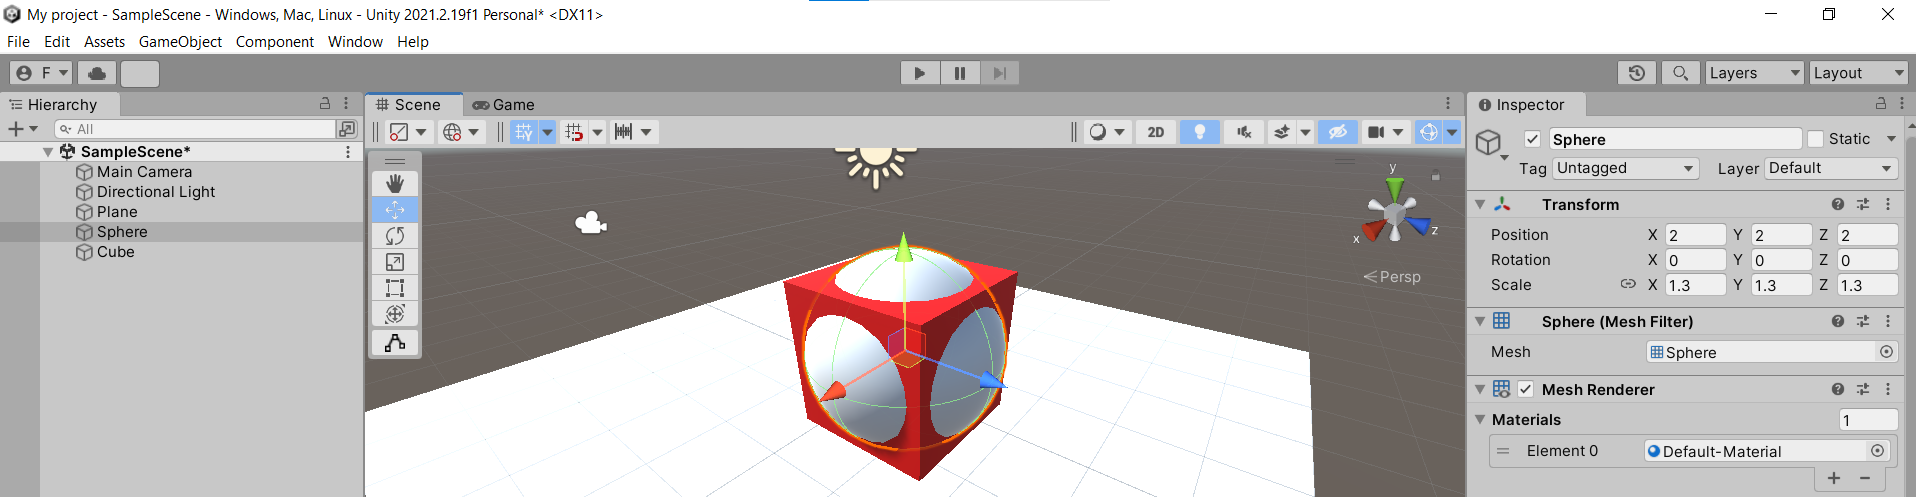 My project - SampleScene - Windows, Mac, Linux - Unity 2021.2.19f1 Personal* <DX11>
File Edit Assets GameObject Component Window Help
F
Layers
Layout
Hierarchy
All
SampleScene*
Main Camera
Directional Light
Plane
Sphere
Cube
Scene
Game
2D
y
x
z
Persp
Inspector
Sphere
Static
Tag Untagged Layer Default
Transform
Position X 2 Y 2 Z 2
Rotation X 0 Y 0 Z 0
Scale X 1.3 Y 1.3 Z 1.3
Sphere (Mesh Filter)
Mesh Sphere
Mesh Renderer
Materials 1
Element 0 Default-Material